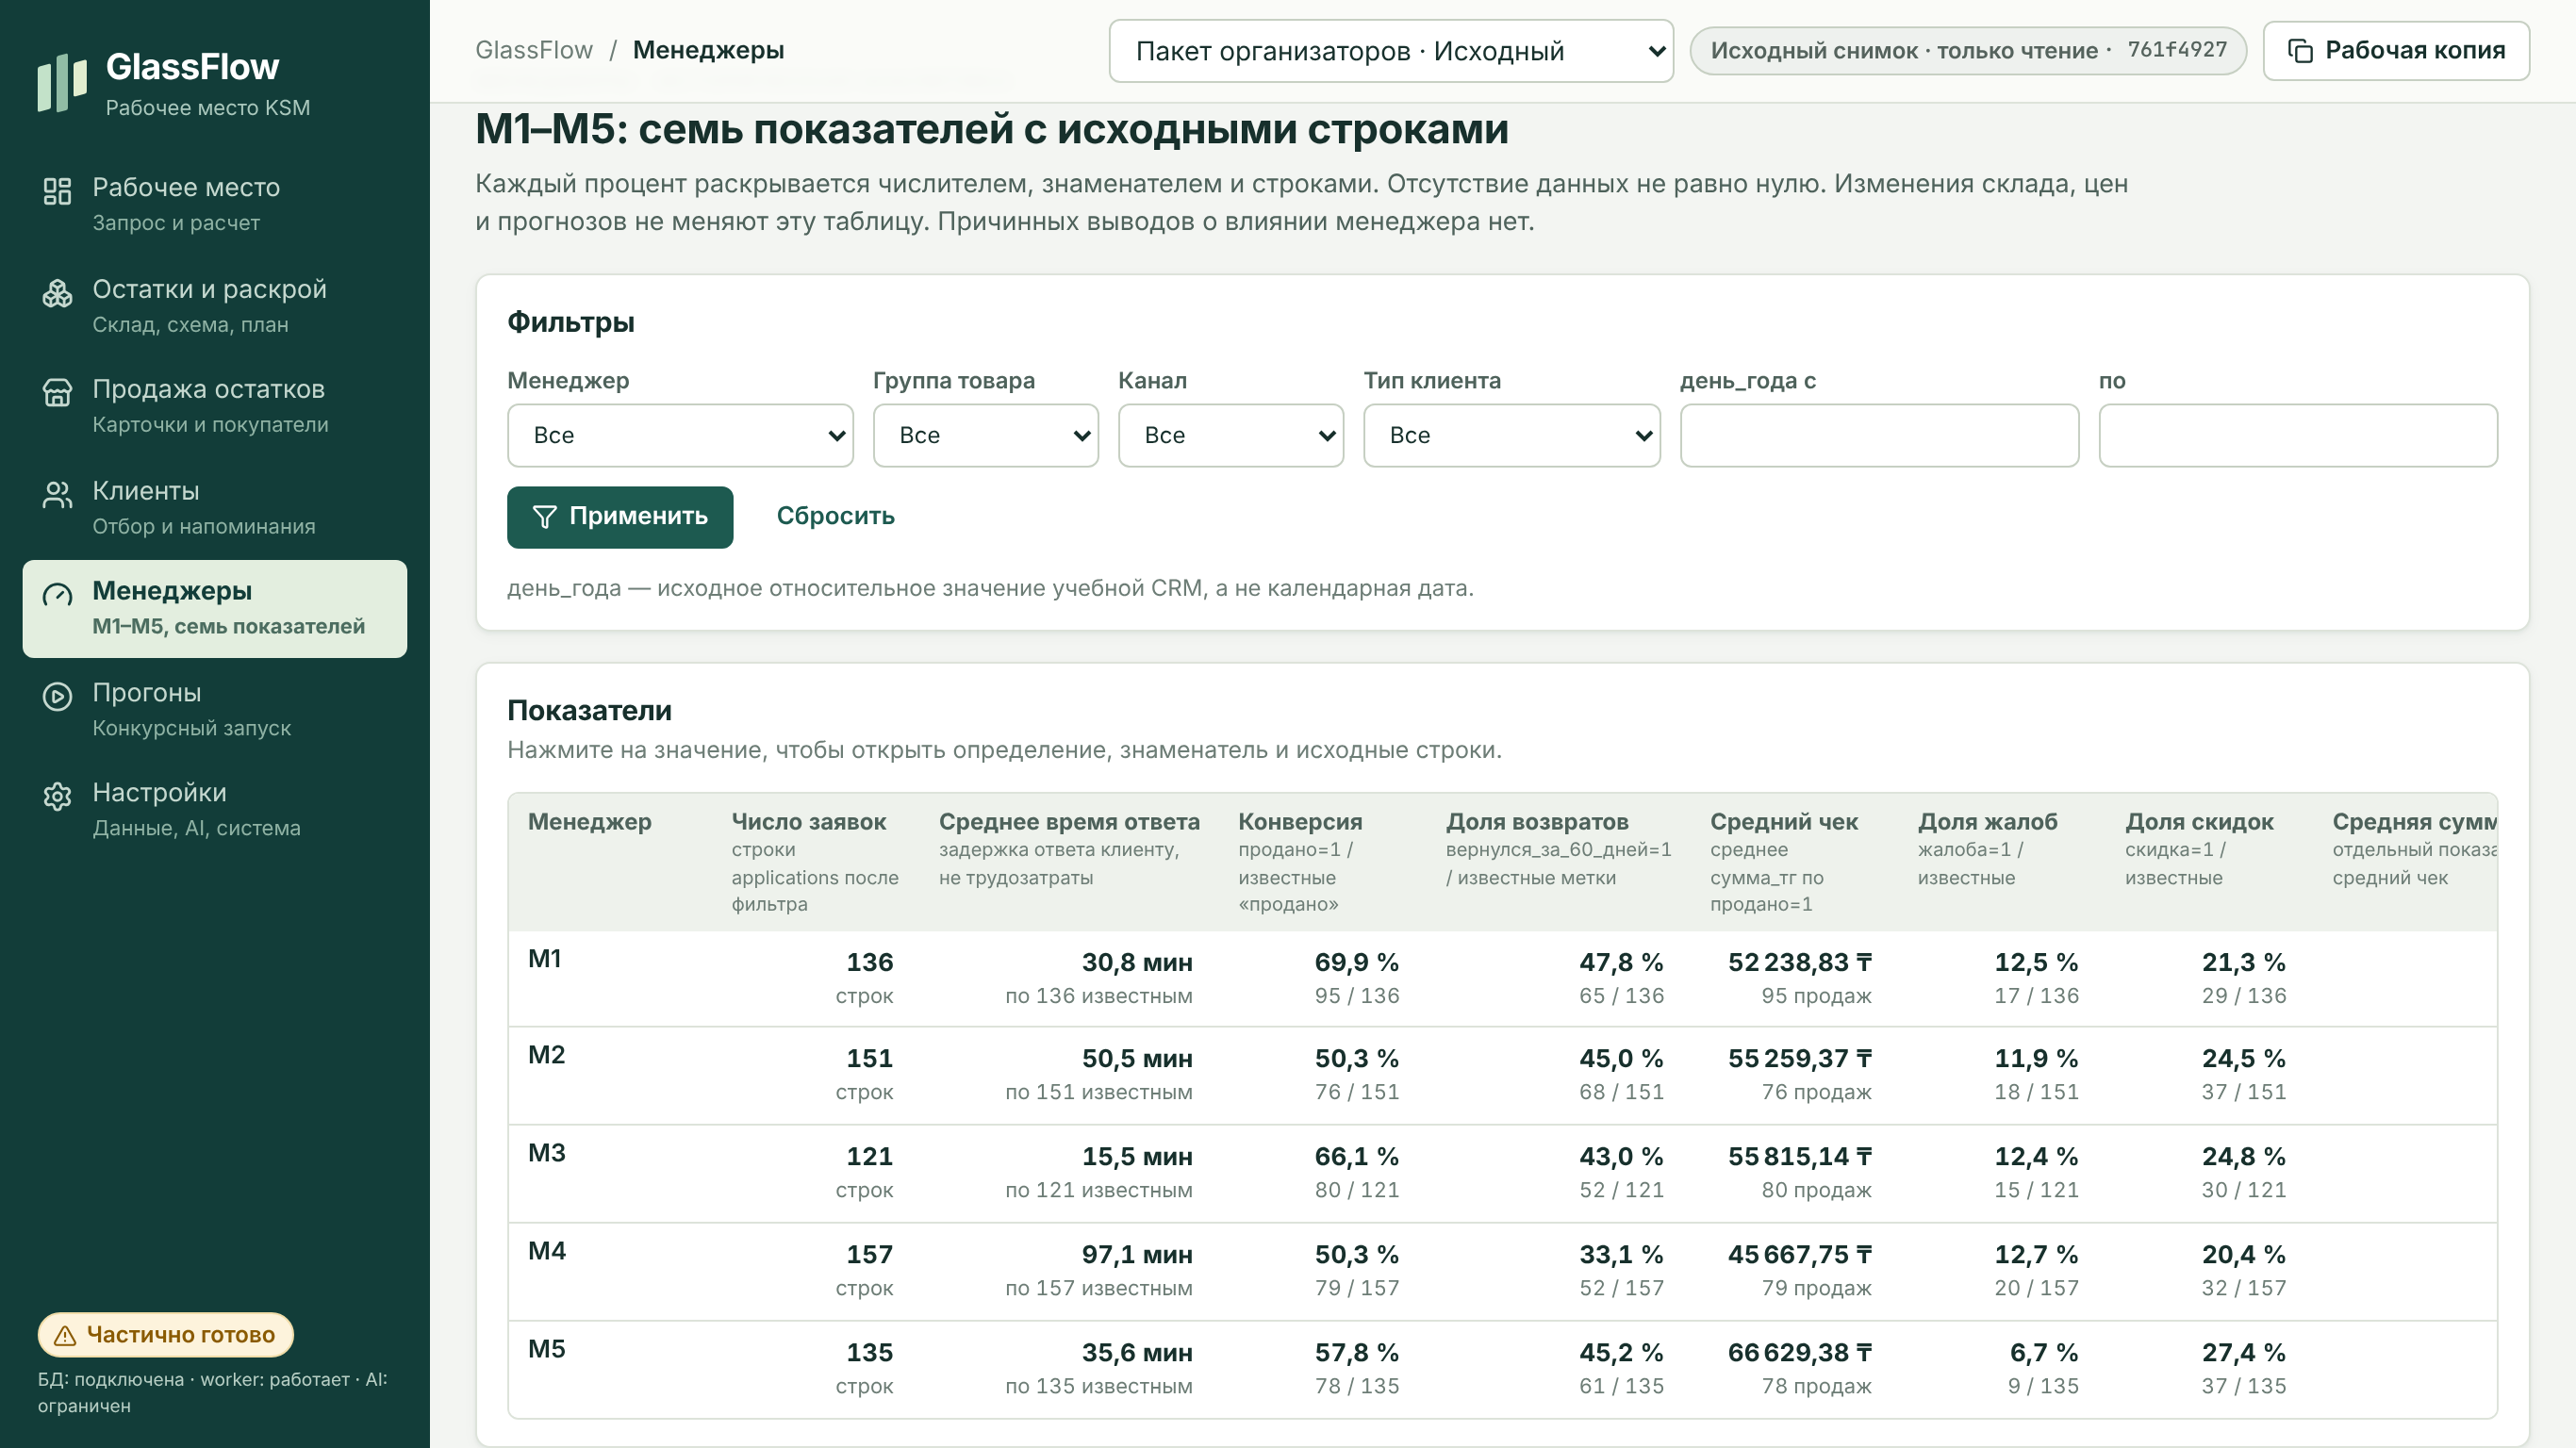 GlassFlow
Рабочее место KSM
Рабочее место
Запрос и расчет
Остатки и раскрой
Склад, схема, план
Продажа остатков
Карточки и покупатели
Клиенты
Отбор и напоминания
Менеджеры
М1–М5, семь показателей
Прогоны
Конкурсный запуск
Настройки
Данные, AI, система
Частично готово
БД: подключена · worker: работает · AI:
ограничен
GlassFlow / Менеджеры
Пакет организаторов · Исходный
Исходный снимок · только чтение · 761f4927
Рабочая копия
М1–М5: семь показателей с исходными строками
Каждый процент раскрывается числителем, знаменателем и строками. Отсутствие данных не равно нулю. Изменения склада, цен
и прогнозов не меняют эту таблицу. Причинных выводов о влиянии менеджера нет.
Фильтры
Менеджер Группа товара Канал Тип клиента день_года с по
Все Все Все Все
Применить Сбросить
день_года — исходное относительное значение учебной CRM, а не календарная дата.
Показатели
Нажмите на значение, чтобы открыть определение, знаменатель и исходные строки.
Менеджер Число заявок Среднее время ответа Конверсия Доля возвратов Средний чек Доля жалоб Доля скидок Средняя сумм
строки задержка ответа клиенту, продано=1 / вернулся_за_60_дней=1 среднее жалоба=1 / скидка=1 / отдельный показа
applications после не трудозатраты известные / известные метки сумма_тг по известные известные средний чек
фильтра «продано» продано=1
М1 136 30,8 мин 69,9 % 47,8 % 52 238,83 ₸ 12,5 % 21,3 %
строк по 136 известным 95 / 136 65 / 136 95 продаж 17 / 136 29 / 136
М2 151 50,5 мин 50,3 % 45,0 % 55 259,37 ₸ 11,9 % 24,5 %
строк по 151 известным 76 / 151 68 / 151 76 продаж 18 / 151 37 / 151
М3 121 15,5 мин 66,1 % 43,0 % 55 815,14 ₸ 12,4 % 24,8 %
строк по 121 известным 80 / 121 52 / 121 80 продаж 15 / 121 30 / 121
М4 157 97,1 мин 50,3 % 33,1 % 45 667,75 ₸ 12,7 % 20,4 %
строк по 157 известным 79 / 157 52 / 157 79 продаж 20 / 157 32 / 157
М5 135 35,6 мин 57,8 % 45,2 % 66 629,38 ₸ 6,7 % 27,4 %
строк по 135 известным 78 / 135 61 / 135 78 продаж 9 / 135 37 / 135